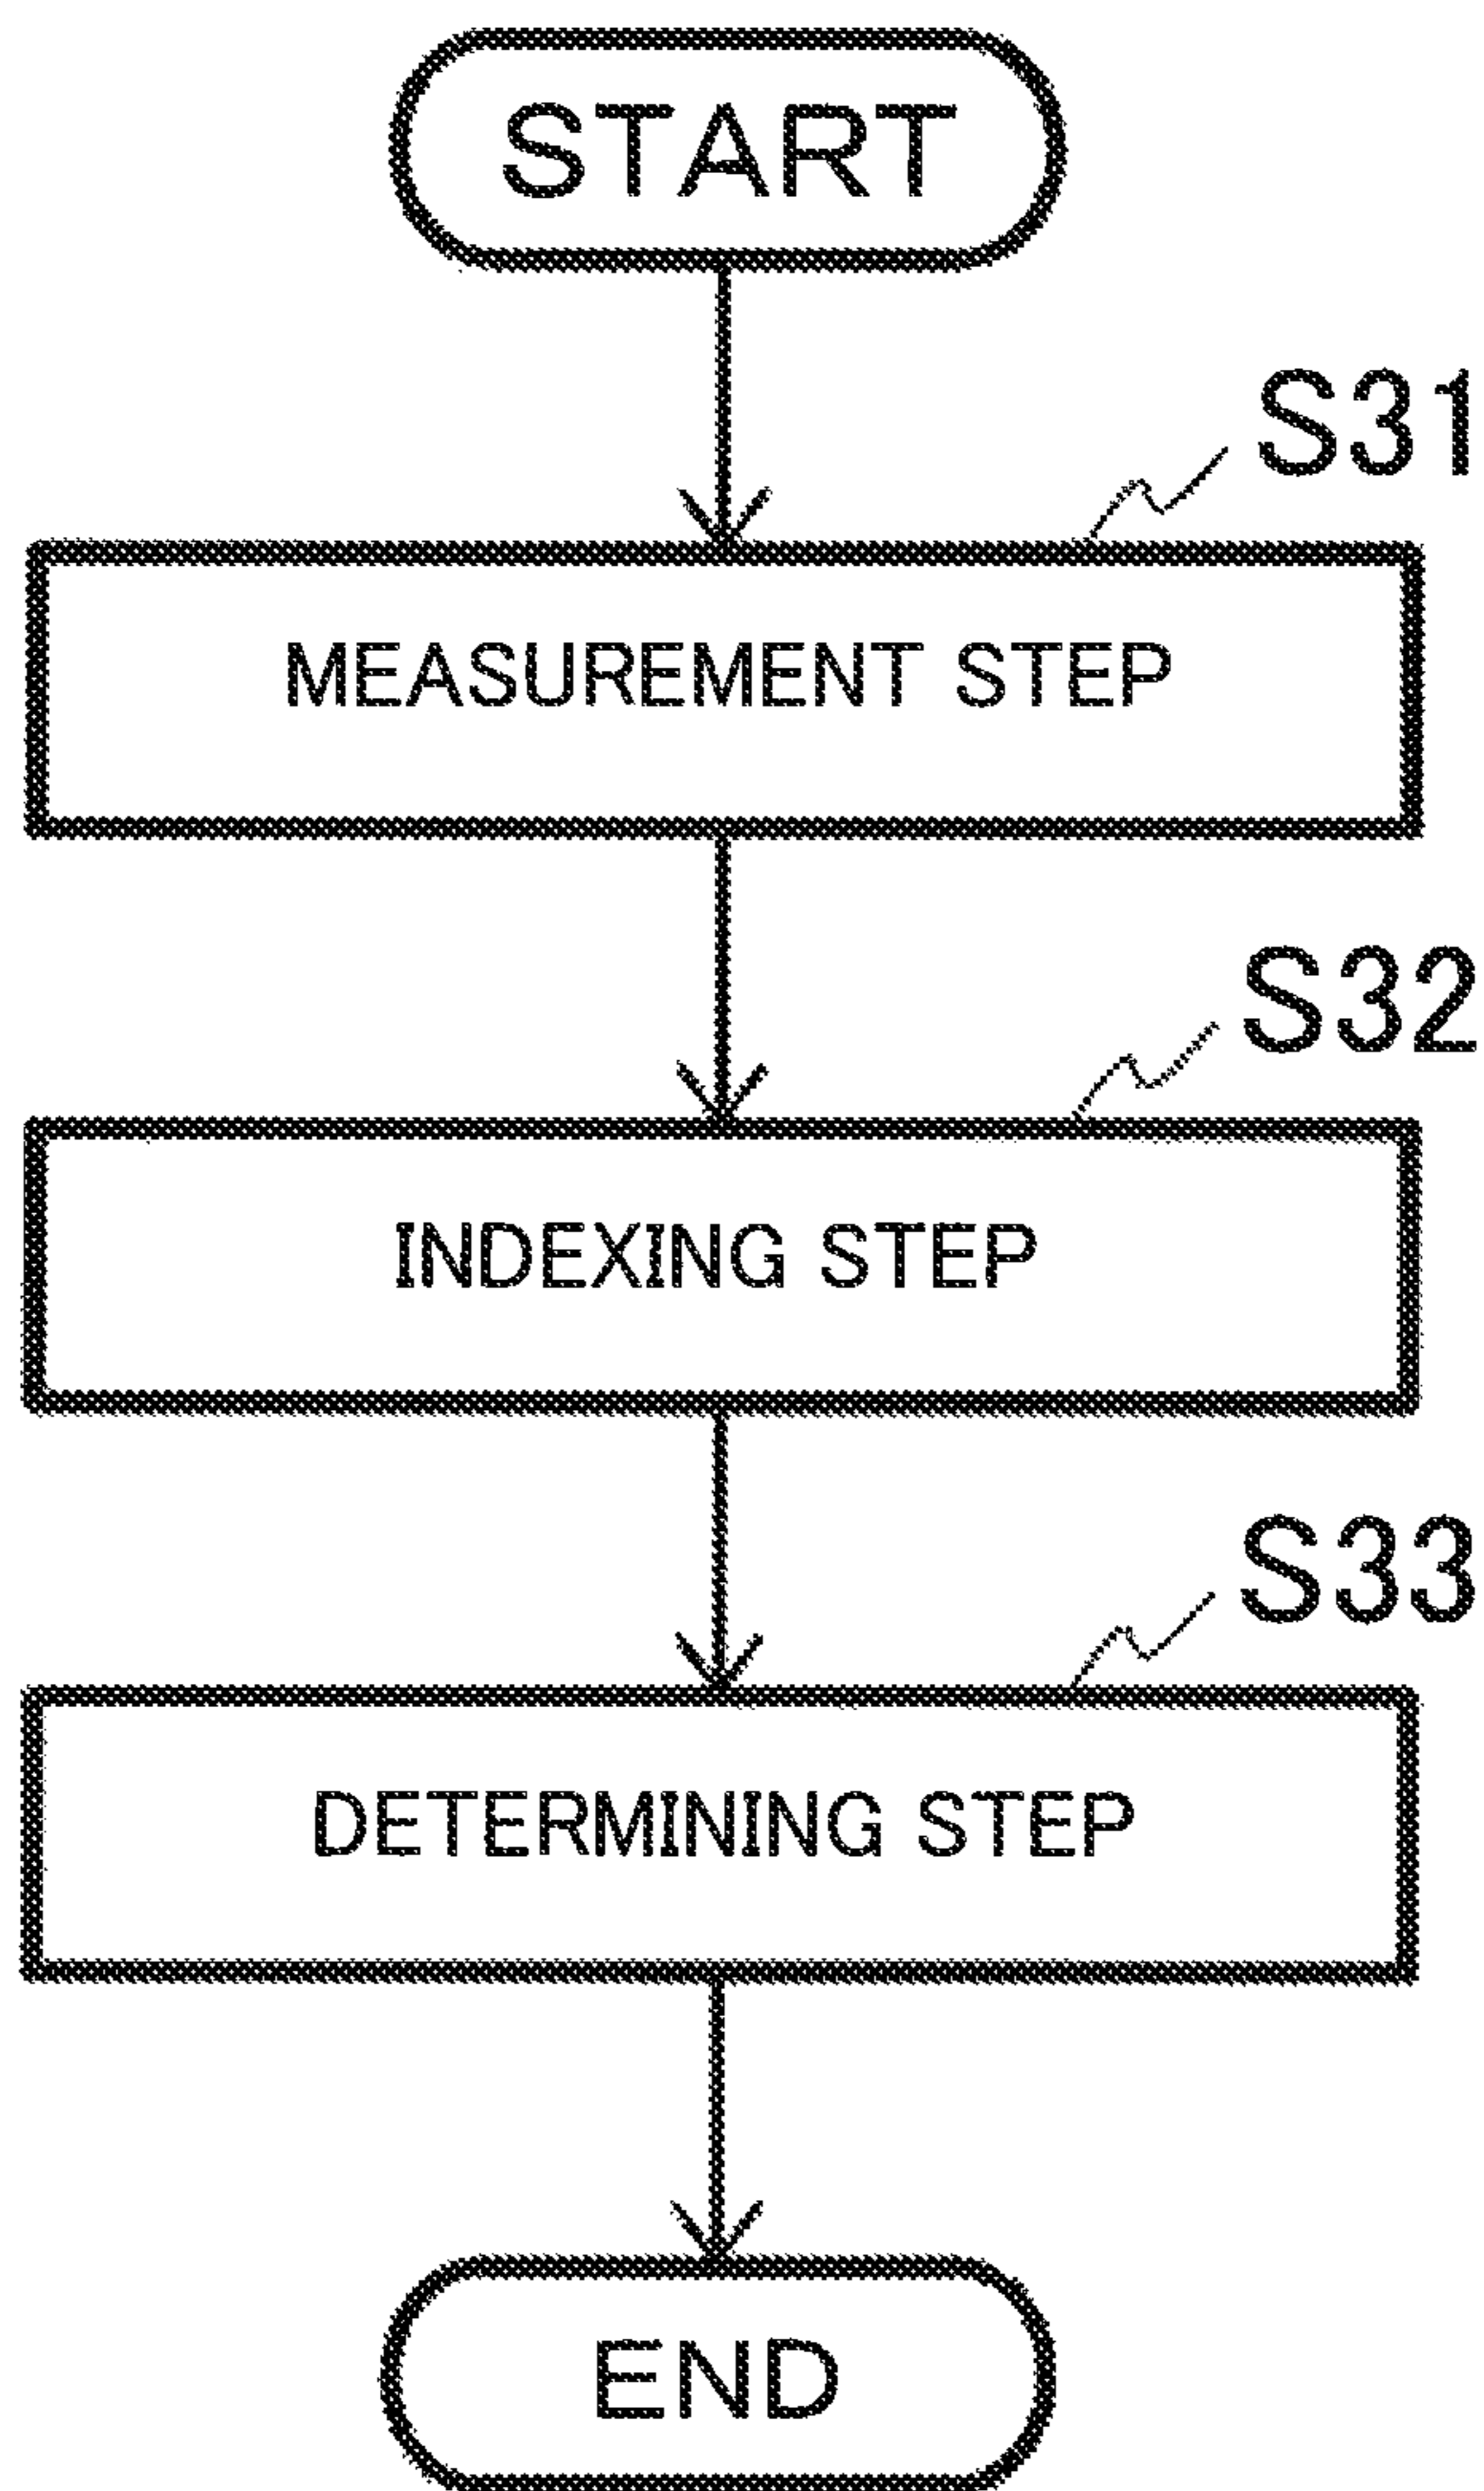 START
S31
MEASUREMENT STEP
S32
INDEXING STEP
S33
DETERMINING STEP
END